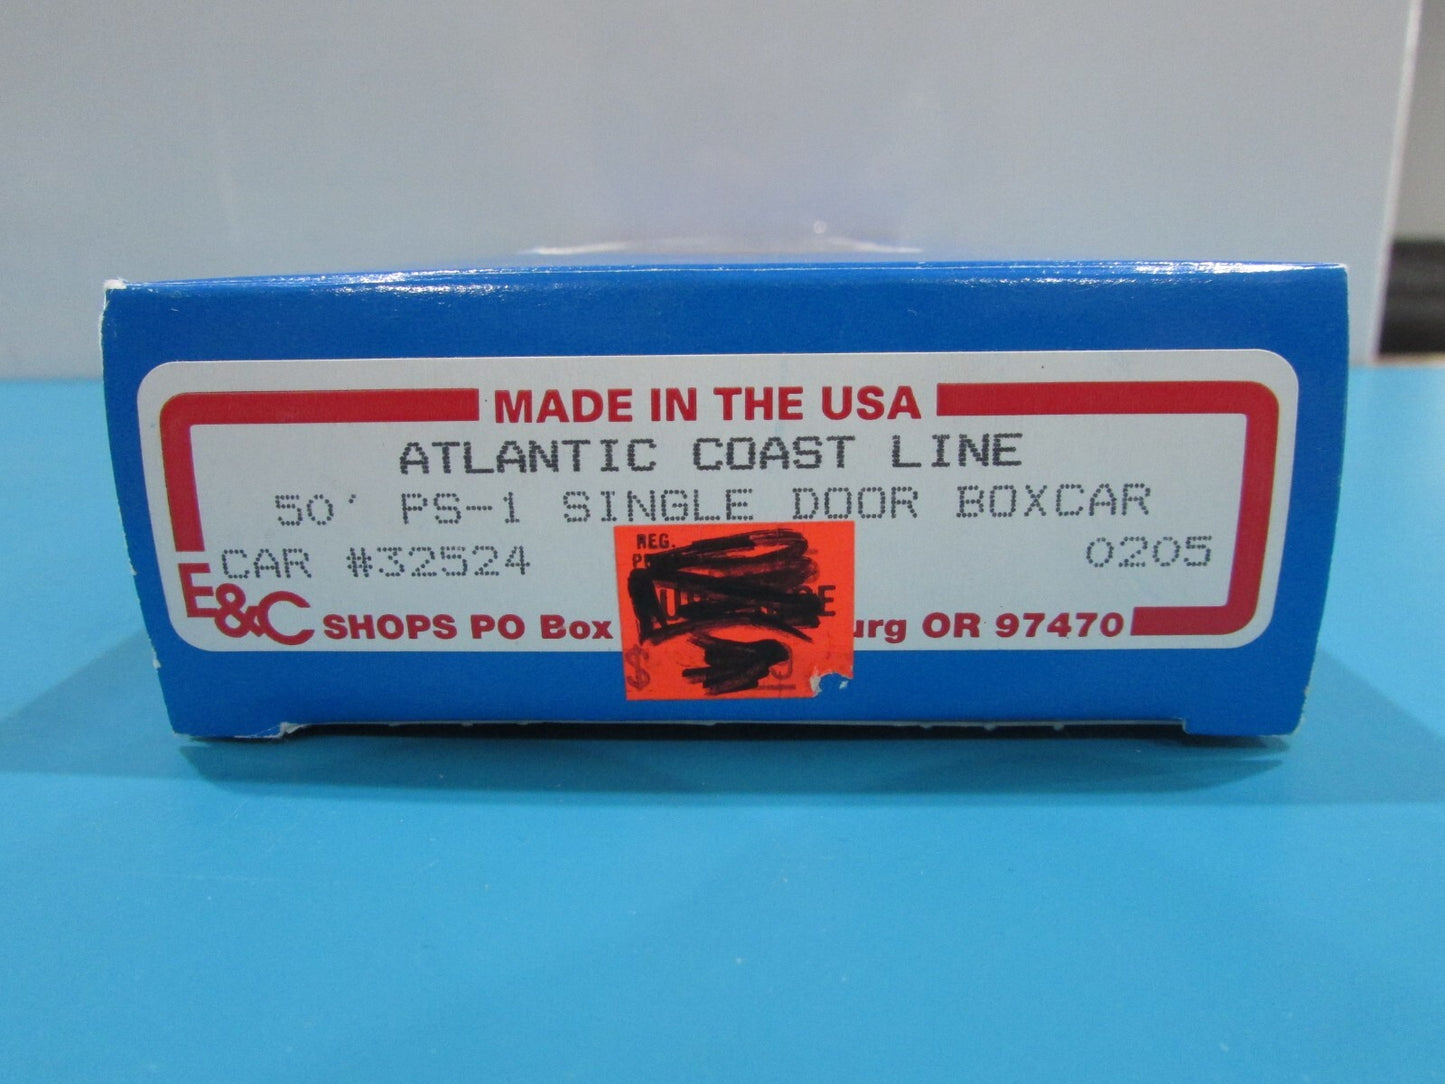 MADE IN THE USA
ATLANTIC COAST LINE
50' PS-1 SINGLE DOOR BOXCAR
CAR #32524 0205
E&C SHOPS PO Box urg OR 97470
REG.
$